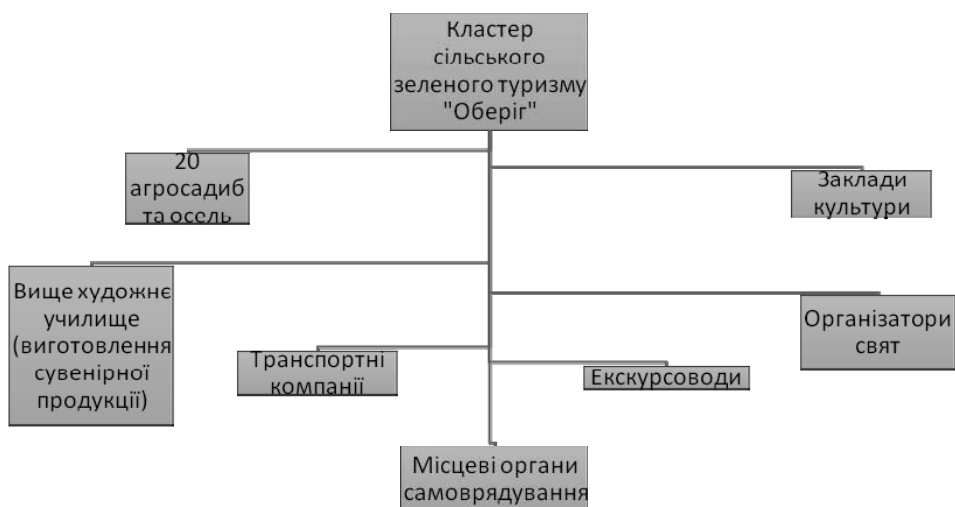 Кластер
сільського
зеленого туризму
"Оберіг"
20
агросадиб
та осель
Заклади
культури
Вище художнє
училище
(виготовлення
сувенірної
продукції)
Організатори
свят
Транспортні
компанії
Екскурсоводи
Місцеві органи
самоврядування